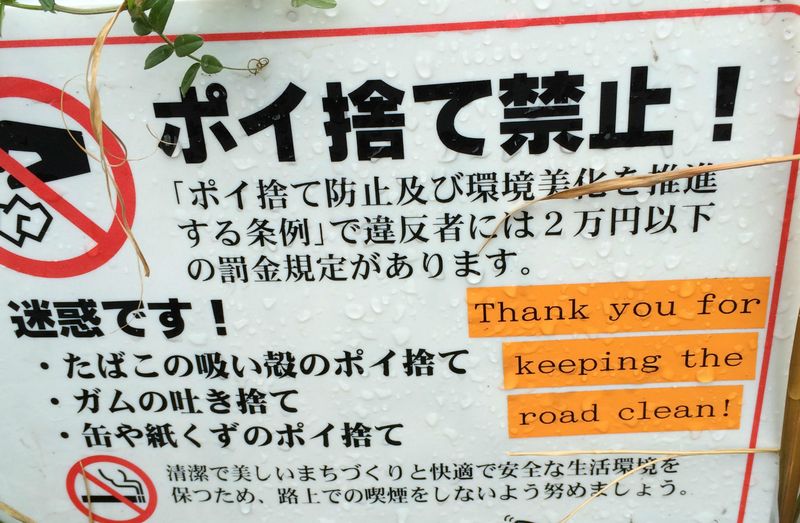 ポイ捨て禁止！
「ポイ捨て防止及び環境美化を推進
する条例」で違反者には２万円以下
の罰金規定があります。
迷惑です！
・たばこの吸い殻のポイ捨て
・ガムの吐き捨て
・缶や紙くずのポイ捨て
Thank you for
keeping the
road clean!
清潔で美しいまちづくりと快適で安全な生活環境を
保つため、路上での喫煙をしないよう努めましょう。